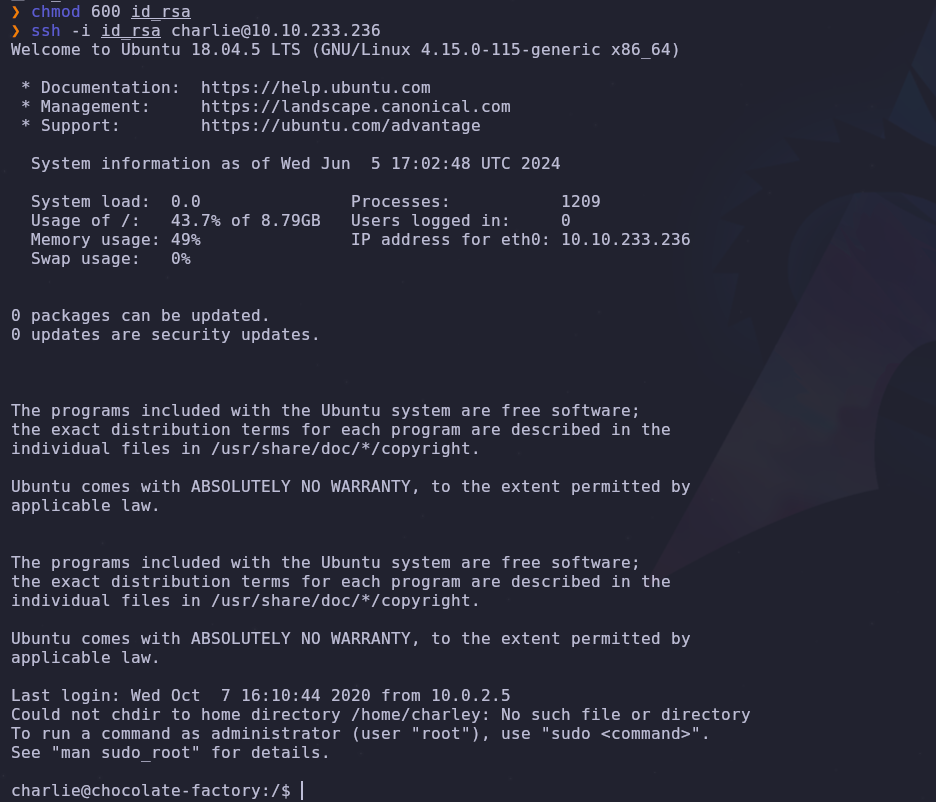 ❯ chmod 600 id_rsa
❯ ssh -i id_rsa charlie@10.10.233.236
Welcome to Ubuntu 18.04.5 LTS (GNU/Linux 4.15.0-115-generic x86_64)
* Documentation:  https://help.ubuntu.com
* Management:     https://landscape.canonical.com
* Support:        https://ubuntu.com/advantage
System information as of Wed Jun  5 17:02:48 UTC 2024
System load:  0.0               Processes:           1209
Usage of /:   43.7% of 8.79GB   Users logged in:     0
Memory usage: 49%               IP address for eth0: 10.10.233.236
Swap usage:   0%
0 packages can be updated.
0 updates are security updates.
The programs included with the Ubuntu system are free software;
the exact distribution terms for each program are described in the
individual files in /usr/share/doc/*/copyright.
Ubuntu comes with ABSOLUTELY NO WARRANTY, to the extent permitted by
applicable law.
The programs included with the Ubuntu system are free software;
the exact distribution terms for each program are described in the
individual files in /usr/share/doc/*/copyright.
Ubuntu comes with ABSOLUTELY NO WARRANTY, to the extent permitted by
applicable law.
Last login: Wed Oct  7 16:10:44 2020 from 10.0.2.5
Could not chdir to home directory /home/charley: No such file or directory
To run a command as administrator (user "root"), use "sudo <command>".
See "man sudo_root" for details.
charlie@chocolate-factory:/$